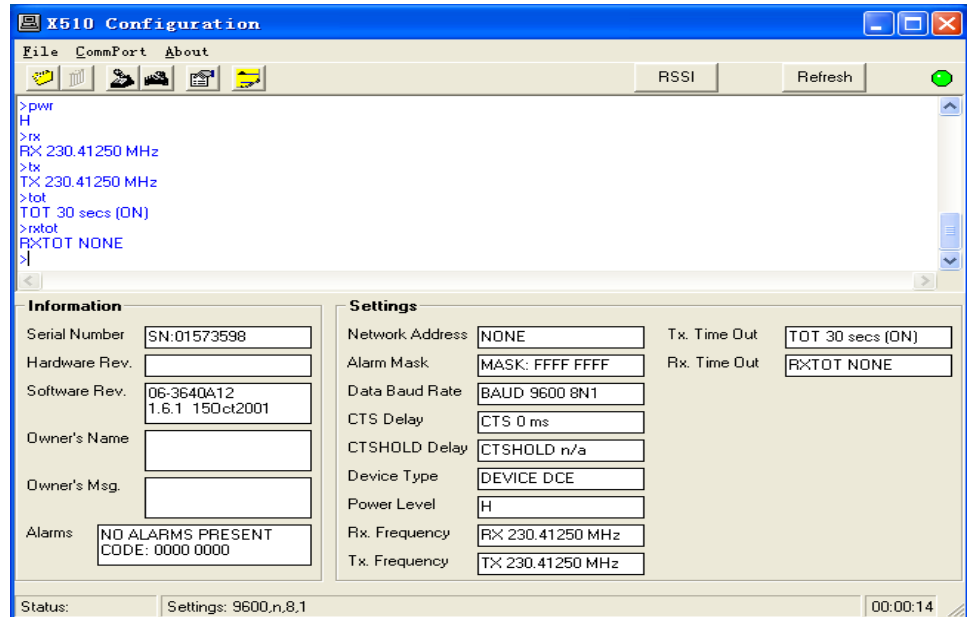 X510 Configuration
File CommPort About
RSSI Refresh
>pwr
H
>rx
RX 230.41250 MHz
>tx
TX 230.41250 MHz
>tot
TOT 30 secs (ON)
>rxtot
RXTOT NONE
>
Information
Serial Number SN:01573598
Hardware Rev.
Software Rev. 06-3640A12
1.6.1 15Oct2001
Owner's Name
Owner's Msg.
Alarms NO ALARMS PRESENT
CODE: 0000 0000
Settings
Network Address NONE
Alarm Mask MASK: FFFF FFFF
Data Baud Rate BAUD 9600 8N1
CTS Delay CTS 0 ms
CTSHOLD Delay CTSHOLD n/a
Device Type DEVICE DCE
Power Level H
Rx. Frequency RX 230.41250 MHz
Tx. Frequency TX 230.41250 MHz
Tx. Time Out TOT 30 secs (ON)
Rx. Time Out RXTOT NONE
Status: Settings: 9600,n,8,1 00:00:14